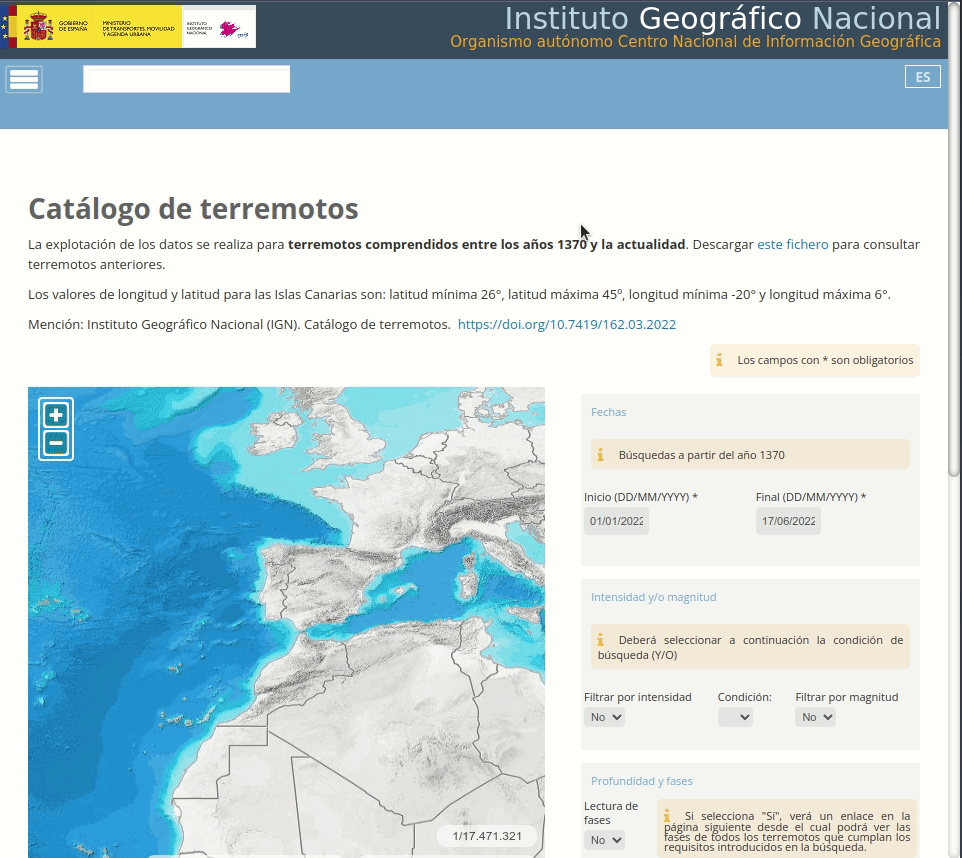 GOBIERNO
DE ESPAÑA
MINISTERIO
DE TRANSPORTES, MOVILIDAD
Y AGENDA URBANA
INSTITUTO
GEOGRÁFICO
NACIONAL
Instituto Geográfico Nacional
Organismo autónomo Centro Nacional de Información Geográfica
ES
Catálogo de terremotos
La explotación de los datos se realiza para terremotos comprendidos entre los años 1370 y la actualidad. Descargar este fichero para consultar
terremotos anteriores.
Los valores de longitud y latitud para las Islas Canarias son: latitud mínima 26°, latitud máxima 45º, longitud mínima -20° y longitud máxima 6°.
Mención: Instituto Geográfico Nacional (IGN). Catálogo de terremotos. https://doi.org/10.7419/162.03.2022
Los campos con * son obligatorios
Fechas
Búsquedas a partir del año 1370
Inicio (DD/MM/YYYY) * Final (DD/MM/YYYY) *
01/01/2022 17/06/2022
Intensidad y/o magnitud
Deberá seleccionar a continuación la condición de
búsqueda (Y/O)
Filtrar por intensidad Condición: Filtrar por magnitud
No No
Profundidad y fases
Lectura de
fases
No
Si selecciona "Sí", verá un enlace en la
página siguiente desde el cual podrá ver las
fases de todos los terremotos que cumplan los
requisitos introducidos en la búsqueda.
1/17.471.321